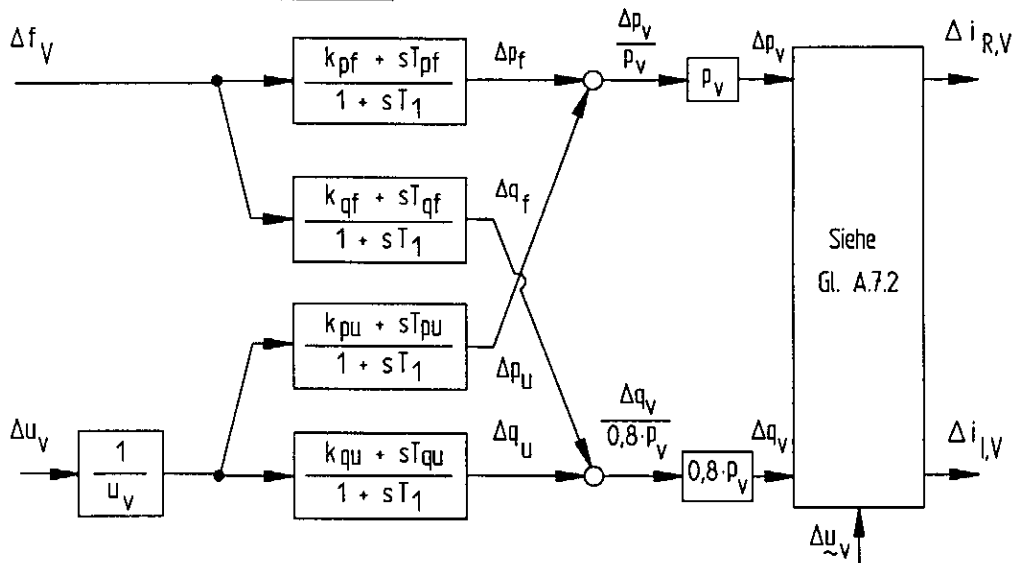 Δf_V
k_pf + sT_pf
1 + sT_1
Δp_f
Δp_v
p_v
p_v
Δp_v
Δi_R,V
k_qf + sT_qf
1 + sT_1
Δq_f
Siehe
Gl. A.7.2
k_pu + sT_pu
1 + sT_1
Δp_u
Δu_v
1
u_v
k_qu + sT_qu
1 + sT_1
Δq_u
Δq_v
0,8·p_v
0,8·p_v
Δq_v
Δi_I,V
Δu_v